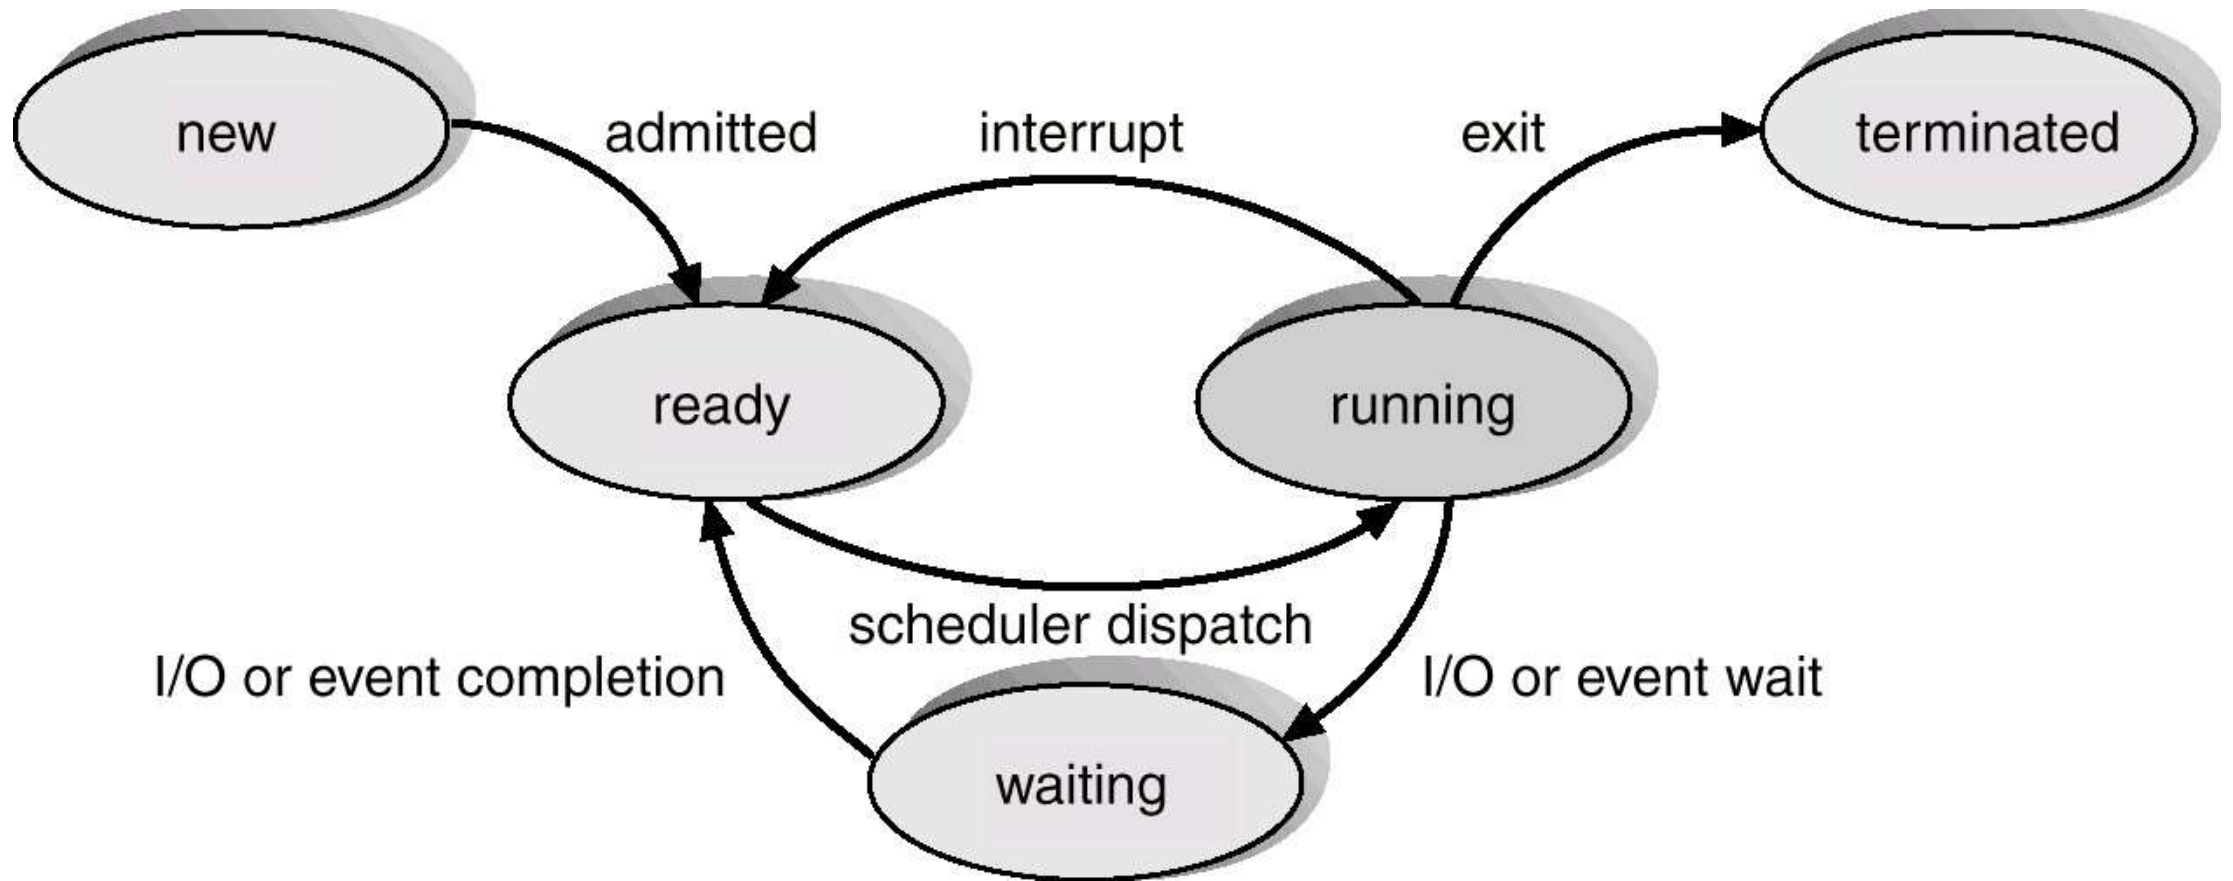 new
admitted
interrupt
exit
terminated
ready
running
scheduler dispatch
I/O or event completion
I/O or event wait
waiting